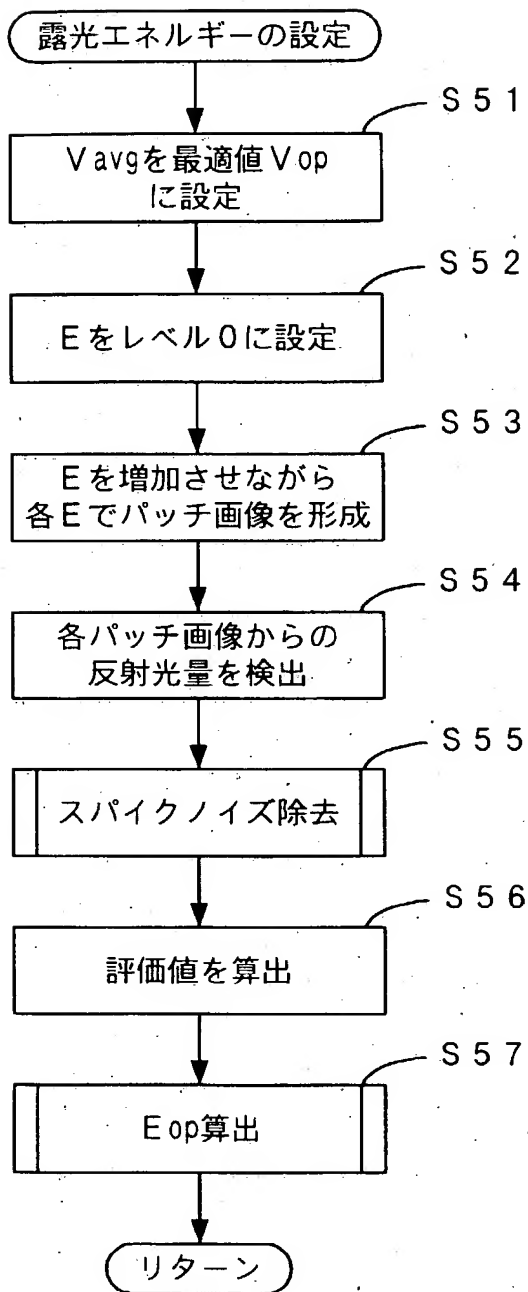 露光エネルギーの設定
S51
Vavgを最適値Vop
に設定
S52
Eをレベル0に設定
S53
Eを増加させながら
各Eでパッチ画像を形成
S54
各パッチ画像からの
反射光量を検出
S55
スパイクノイズ除去
S56
評価値を算出
S57
Eop算出
リターン